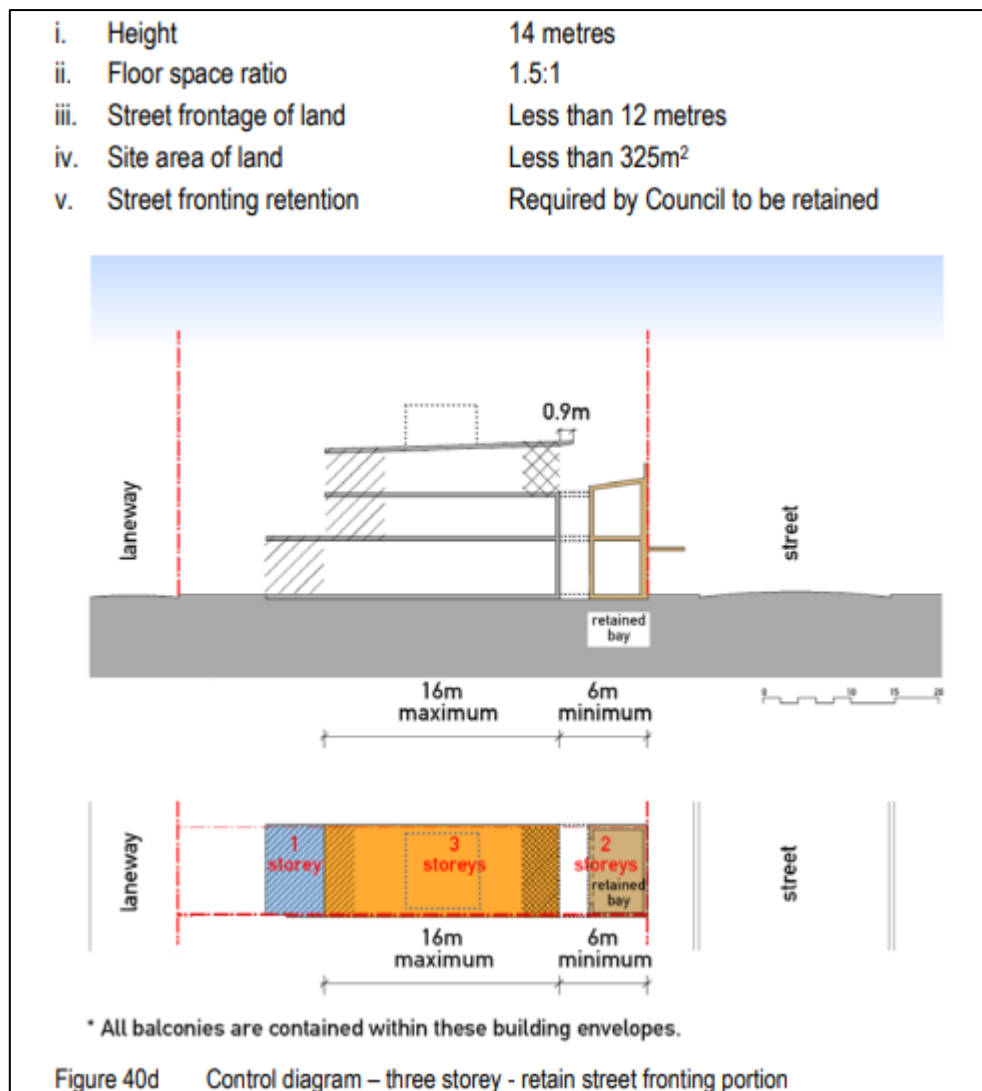 i. Height 14 metres
ii. Floor space ratio 1.5:1
iii. Street frontage of land Less than 12 metres
iv. Site area of land Less than 325m²
v. Street fronting retention Required by Council to be retained
0.9m
laneway
street
retained
bay
16m
maximum
6m
minimum
0 10 15 20
laneway
1
storey
3
storeys
2
storeys
retained
bay
street
16m
maximum
6m
minimum
* All balconies are contained within these building envelopes.
Figure 40d Control diagram – three storey - retain street fronting portion